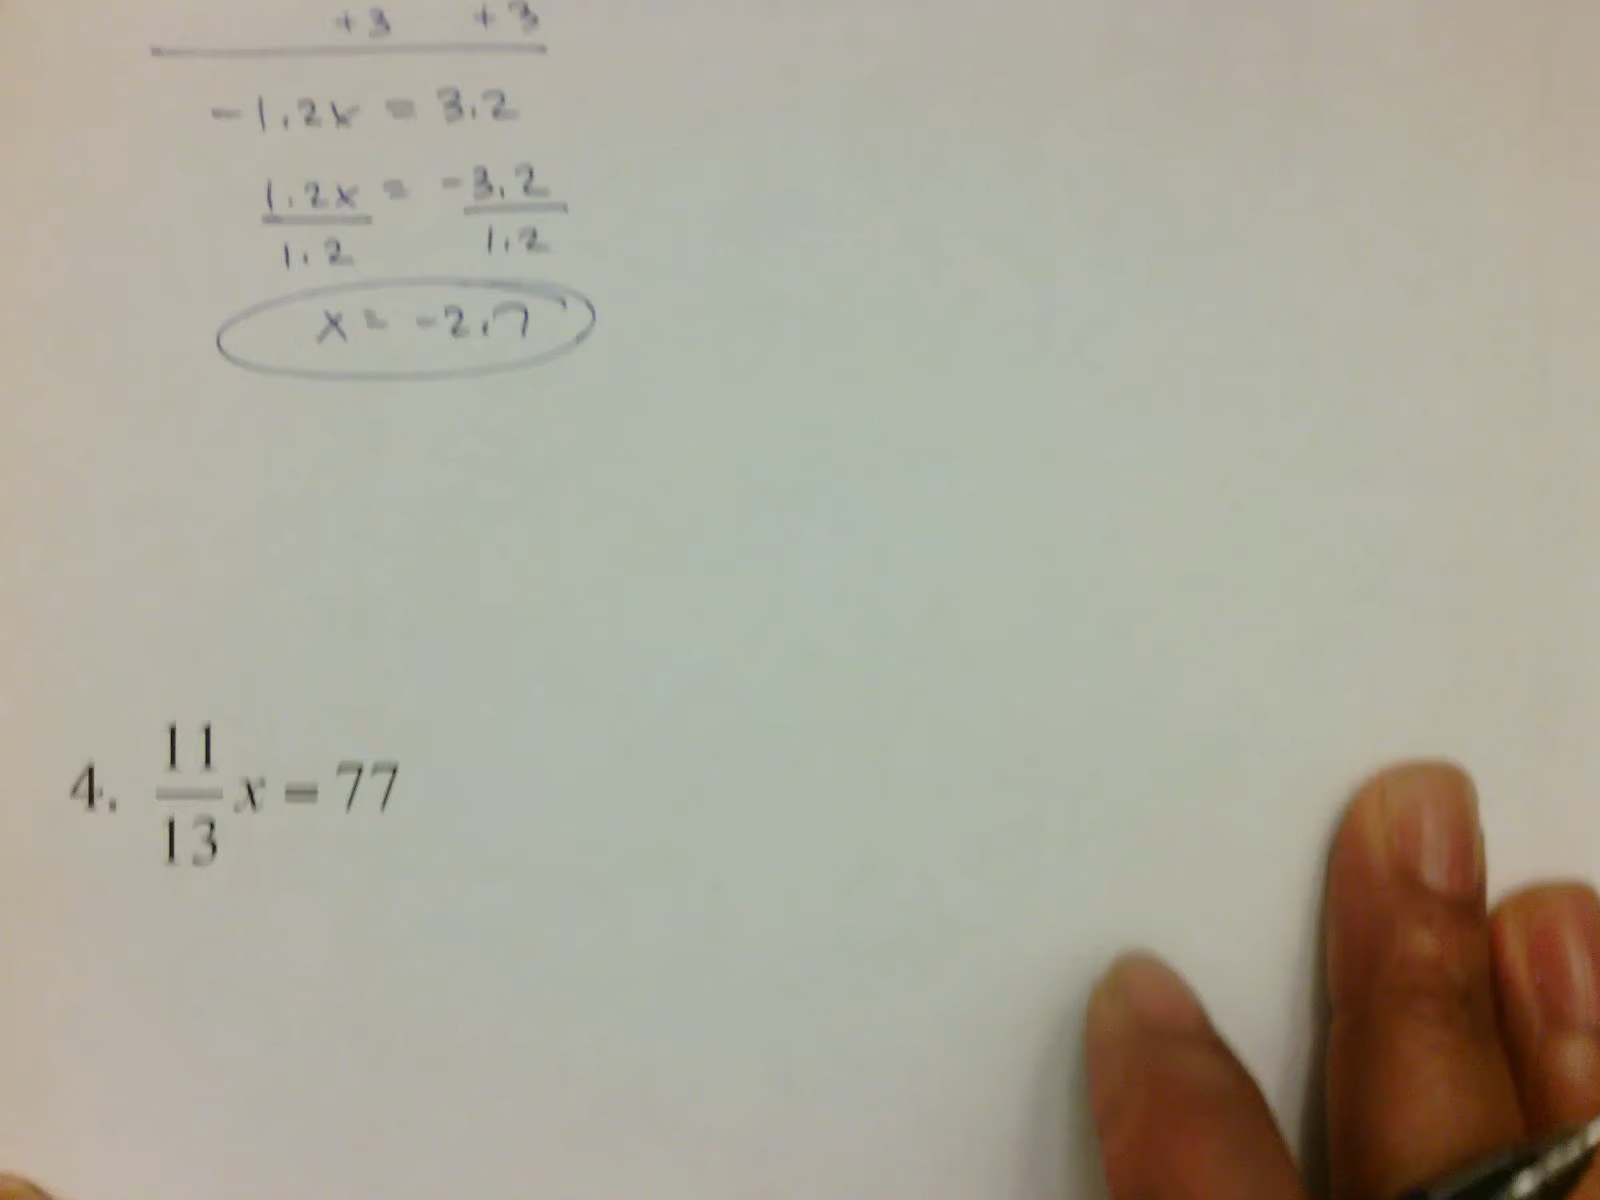 +3 +3
-1.2x = 3.2
1.2x = -3.2
1.2 1.2
x = -2.7
4. 11/13 x = 77